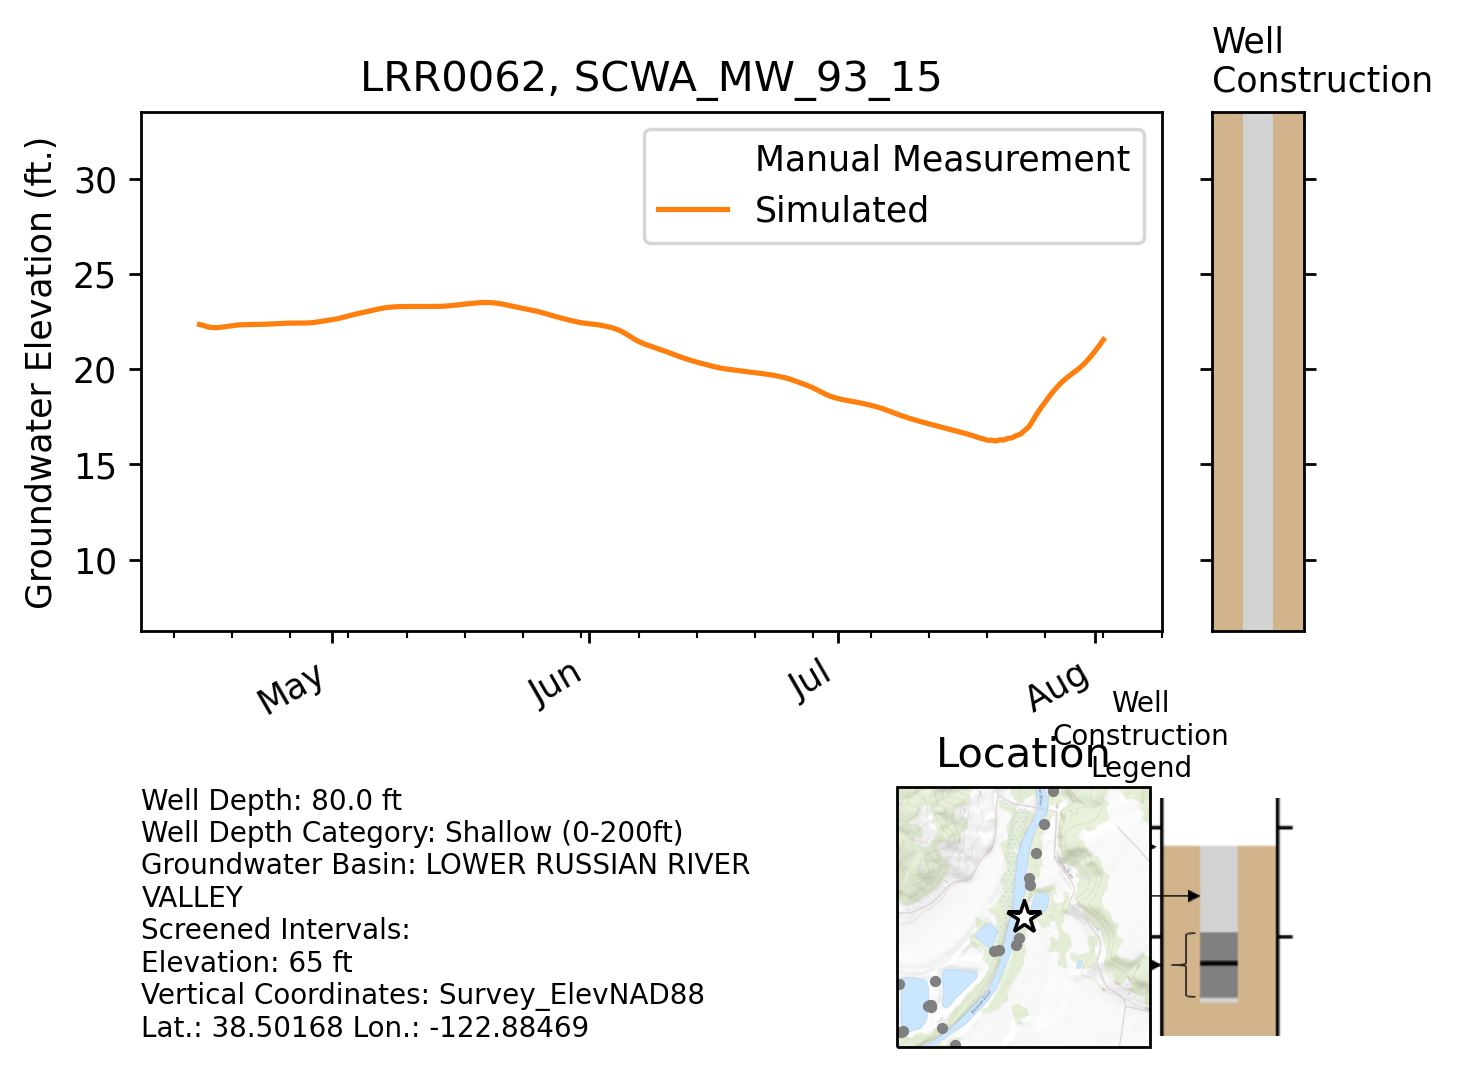 Well
Construction
LRR0062, SCWA_MW_93_15
Groundwater Elevation (ft.)
30
25
20
15
10
Manual Measurement
Simulated
May
Jun
Jul
Aug
Well
Construction
Legend
Location
Well Depth: 80.0 ft
Well Depth Category: Shallow (0-200ft)
Groundwater Basin: LOWER RUSSIAN RIVER
VALLEY
Screened Intervals:
Elevation: 65 ft
Vertical Coordinates: Survey_ElevNAD88
Lat.: 38.50168 Lon.: -122.88469